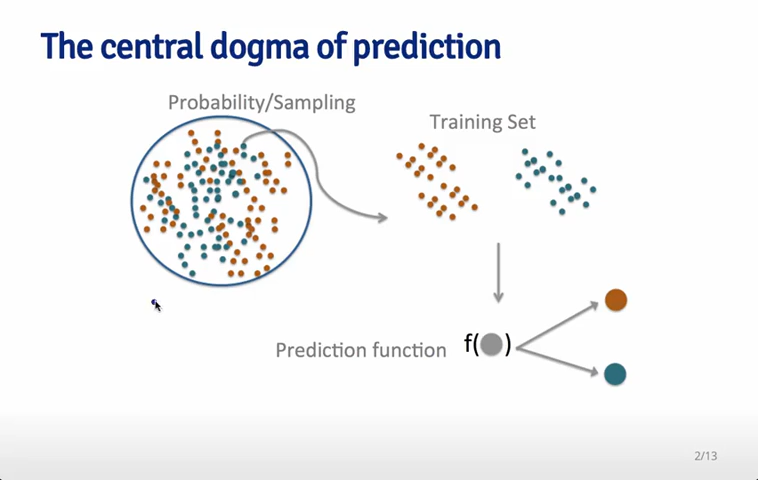 The central dogma of prediction
Probability/Sampling
Training Set
Prediction function
f( )
2/13